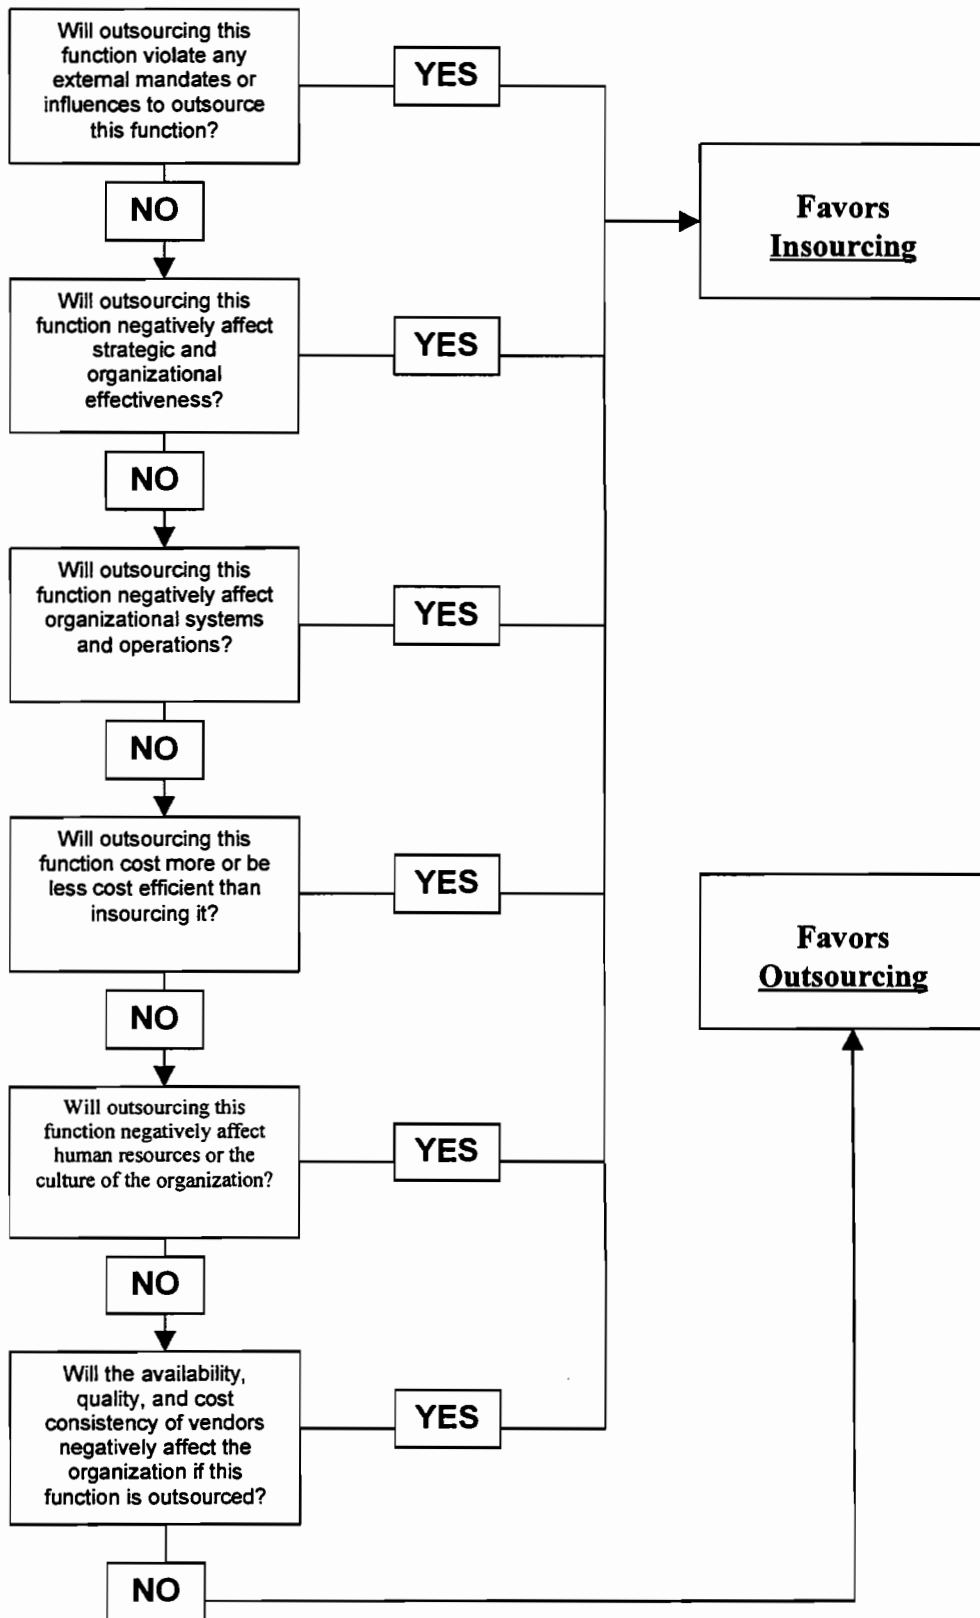 Will outsourcing this
function violate any
external mandates or
influences to outsource
this function?
YES
NO
Favors
Insourcing
Will outsourcing this
function negatively affect
strategic and
organizational
effectiveness?
YES
NO
Will outsourcing this
function negatively affect
organizational systems
and operations?
YES
NO
Will outsourcing this
function cost more or be
less cost efficient than
insourcing it?
YES
NO
Favors
Outsourcing
Will outsourcing this
function negatively affect
human resources or the
culture of the organization?
YES
NO
Will the availability,
quality, and cost
consistency of vendors
negatively affect the
organization if this
function is outsourced?
YES
NO